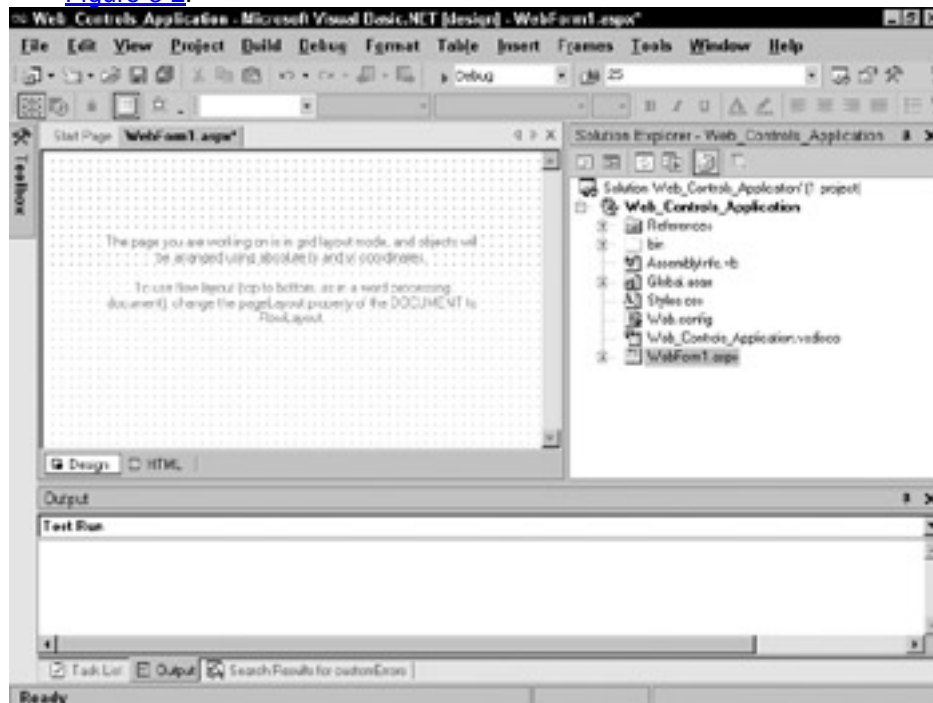 Web_Controls_Application - Microsoft Visual Basic.NET [design] - WebForm1.aspx*
File Edit View Project Build Debug Format Table Insert Frames Tools Window Help
Debug 25
Start Page WebForm1.aspx*
Solution Explorer - Web_Controls_Application
Toolbox
Solution 'Web_Controls_Application' (1 project)
Web_Controls_Application
References
bin
AssemblyInfo.vb
Global.asax
Styles.css
Web.config
Web_Controls_Application.vsdisco
WebForm1.aspx
The page you are working on is in grid layout mode, and objects will
be arranged using absolute (x and y) coordinates.
To use flow layout (top to bottom, as in a word processing
document), change the pageLayout property of the DOCUMENT to
FlowLayout.
Design HTML
Output
Test Run
Task List Output Search Results for customErrors
Ready